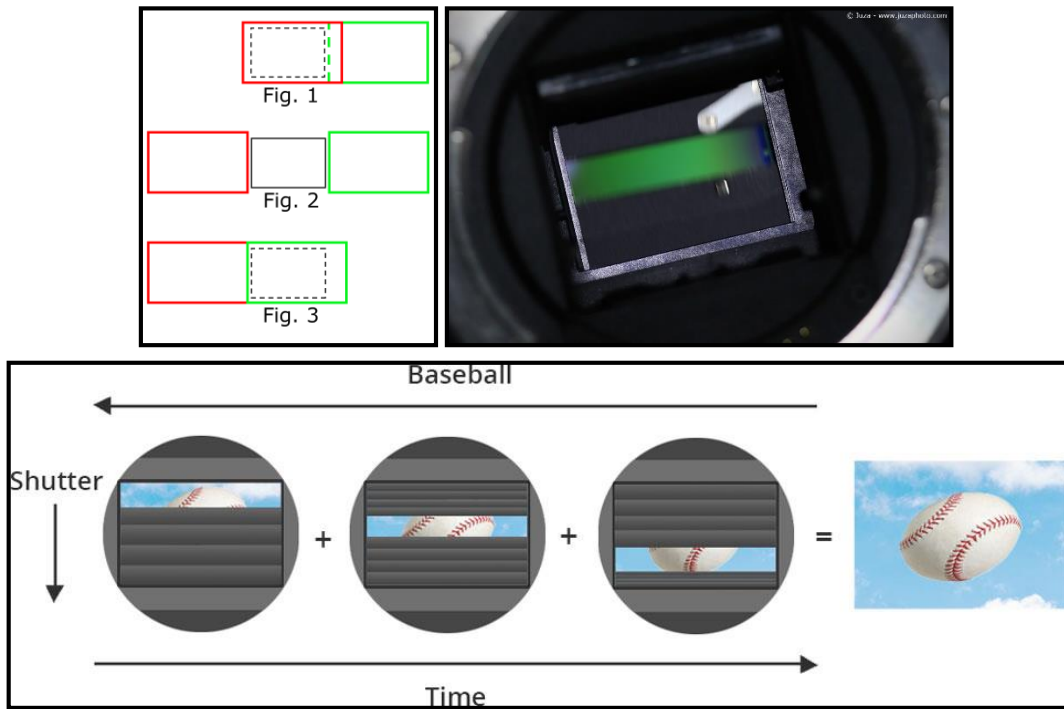 Fig. 1
Fig. 2
Fig. 3
© Juza - www.juzaphoto.com
Baseball
Shutter
+
+
=
Time